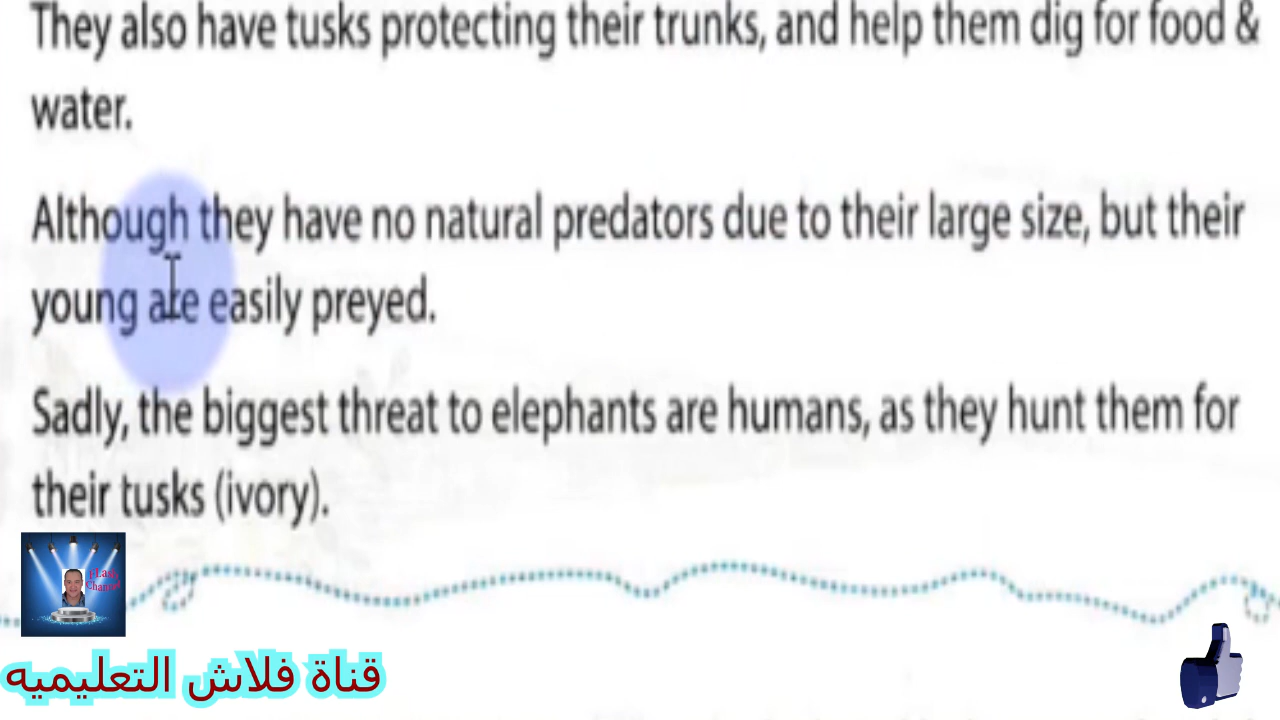 They also have tusks protecting their trunks, and help them dig for food &
water.
Although they have no natural predators due to their large size, but their
young are easily preyed.
Sadly, the biggest threat to elephants are humans, as they hunt them for
their tusks (ivory).
قناة فلاش التعليميه